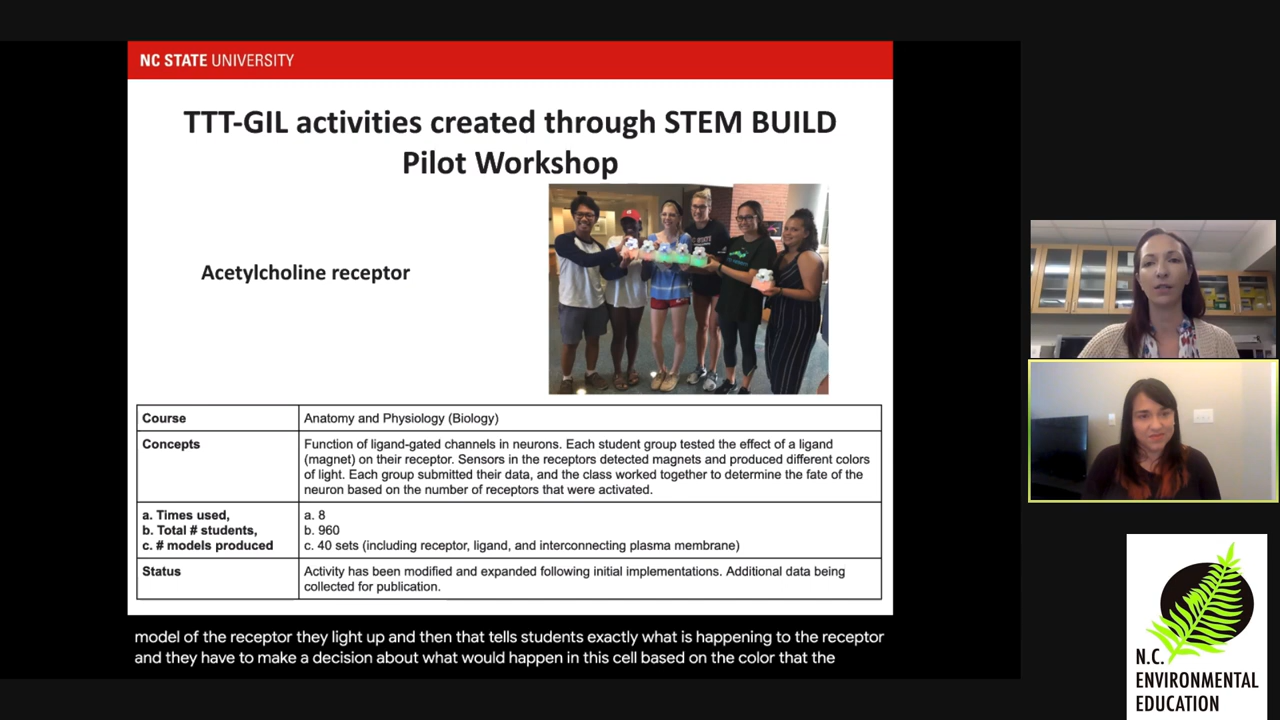 NC STATE UNIVERSITY
TTT-GIL activities created through STEM BUILD
Pilot Workshop
Acetylcholine receptor
Course
Anatomy and Physiology (Biology)
Concepts
Function of ligand-gated channels in neurons. Each student group tested the effect of a ligand
(magnet) on their receptor. Sensors in the receptors detected magnets and produced different colors
of light. Each group submitted their data, and the class worked together to determine the fate of the
neuron based on the number of receptors that were activated.
a. Times used,
b. Total # students,
c. # models produced
a. 8
b. 960
c. 40 sets (including receptor, ligand, and interconnecting plasma membrane)
Status
Activity has been modified and expanded following initial implementations. Additional data being
collected for publication.
model of the receptor they light up and then that tells students exactly what is happening to the receptor
and they have to make a decision about what would happen in this cell based on the color that the
N.C.
ENVIRONMENTAL
EDUCATION